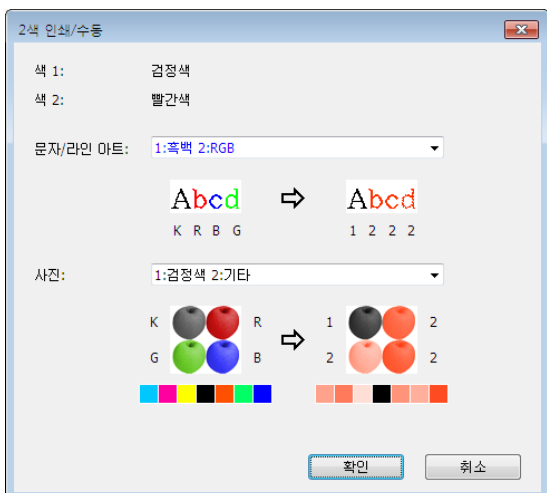 2색 인쇄/수동
색 1: 검정색
색 2: 빨간색
문자/라인 아트: 1:흑백 2:RGB
Abcd Abcd
K R B G 1 2 2 2
사진: 1:검정색 2:기타
K R 1 2
G B 2 2
확인 취소